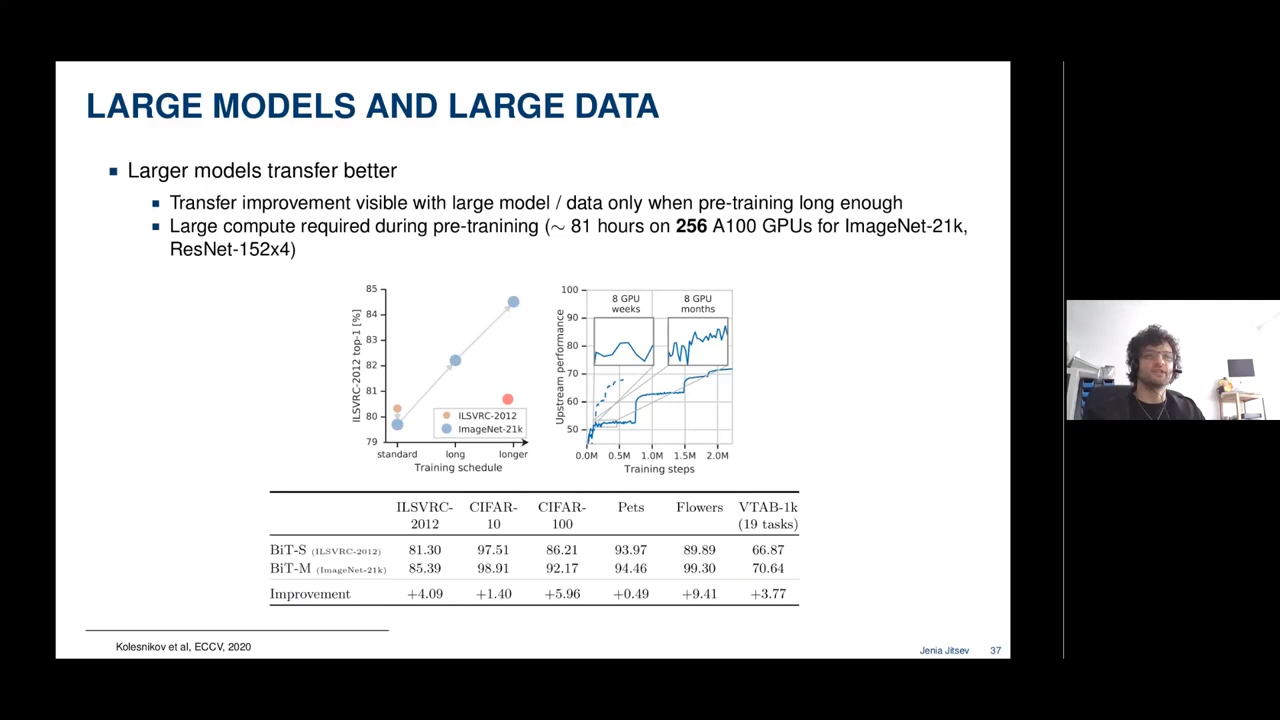 LARGE MODELS AND LARGE DATA
Larger models transfer better
Transfer improvement visible with large model / data only when pre-training long enough
Large compute required during pre-tranining (∼ 81 hours on 256 A100 GPUs for ImageNet-21k,
ResNet-152x4)
ILSVRC-2012 top-1 [%]
85
84
83
82
81
80
79
ILSVRC-2012
ImageNet-21k
standard long longer
Training schedule
Upstream performance
100
90
80
70
60
50
8 GPU
weeks
8 GPU
months
0.0M 0.5M 1.0M 1.5M 2.0M
Training steps
ILSVRC-2012 CIFAR-10 CIFAR-100 Pets Flowers VTAB-1k (19 tasks)
BiT-S (ILSVRC-2012) 81.30 97.51 86.21 93.97 89.89 66.87
BiT-M (ImageNet-21k) 85.39 98.91 92.17 94.46 99.30 70.64
Improvement +4.09 +1.40 +5.96 +0.49 +9.41 +3.77
Kolesnikov et al, ECCV, 2020
Jenia Jitsev 37